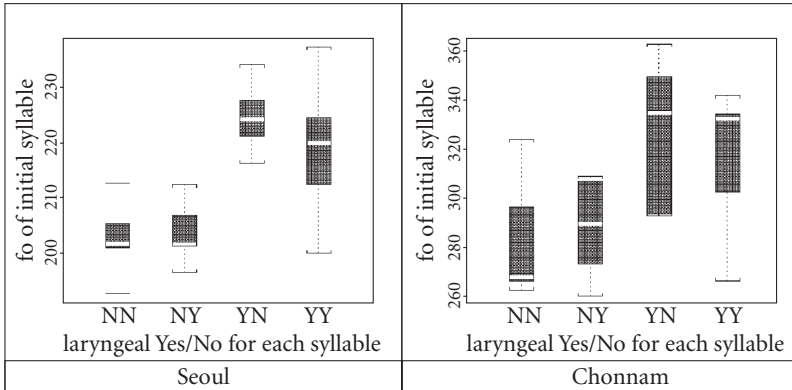 fo of initial syllable
230
220
210
200
NN NY YN YY
laryngeal Yes/No for each syllable
Seoul
fo of initial syllable
360
340
320
300
280
260
NN NY YN YY
laryngeal Yes/No for each syllable
Chonnam